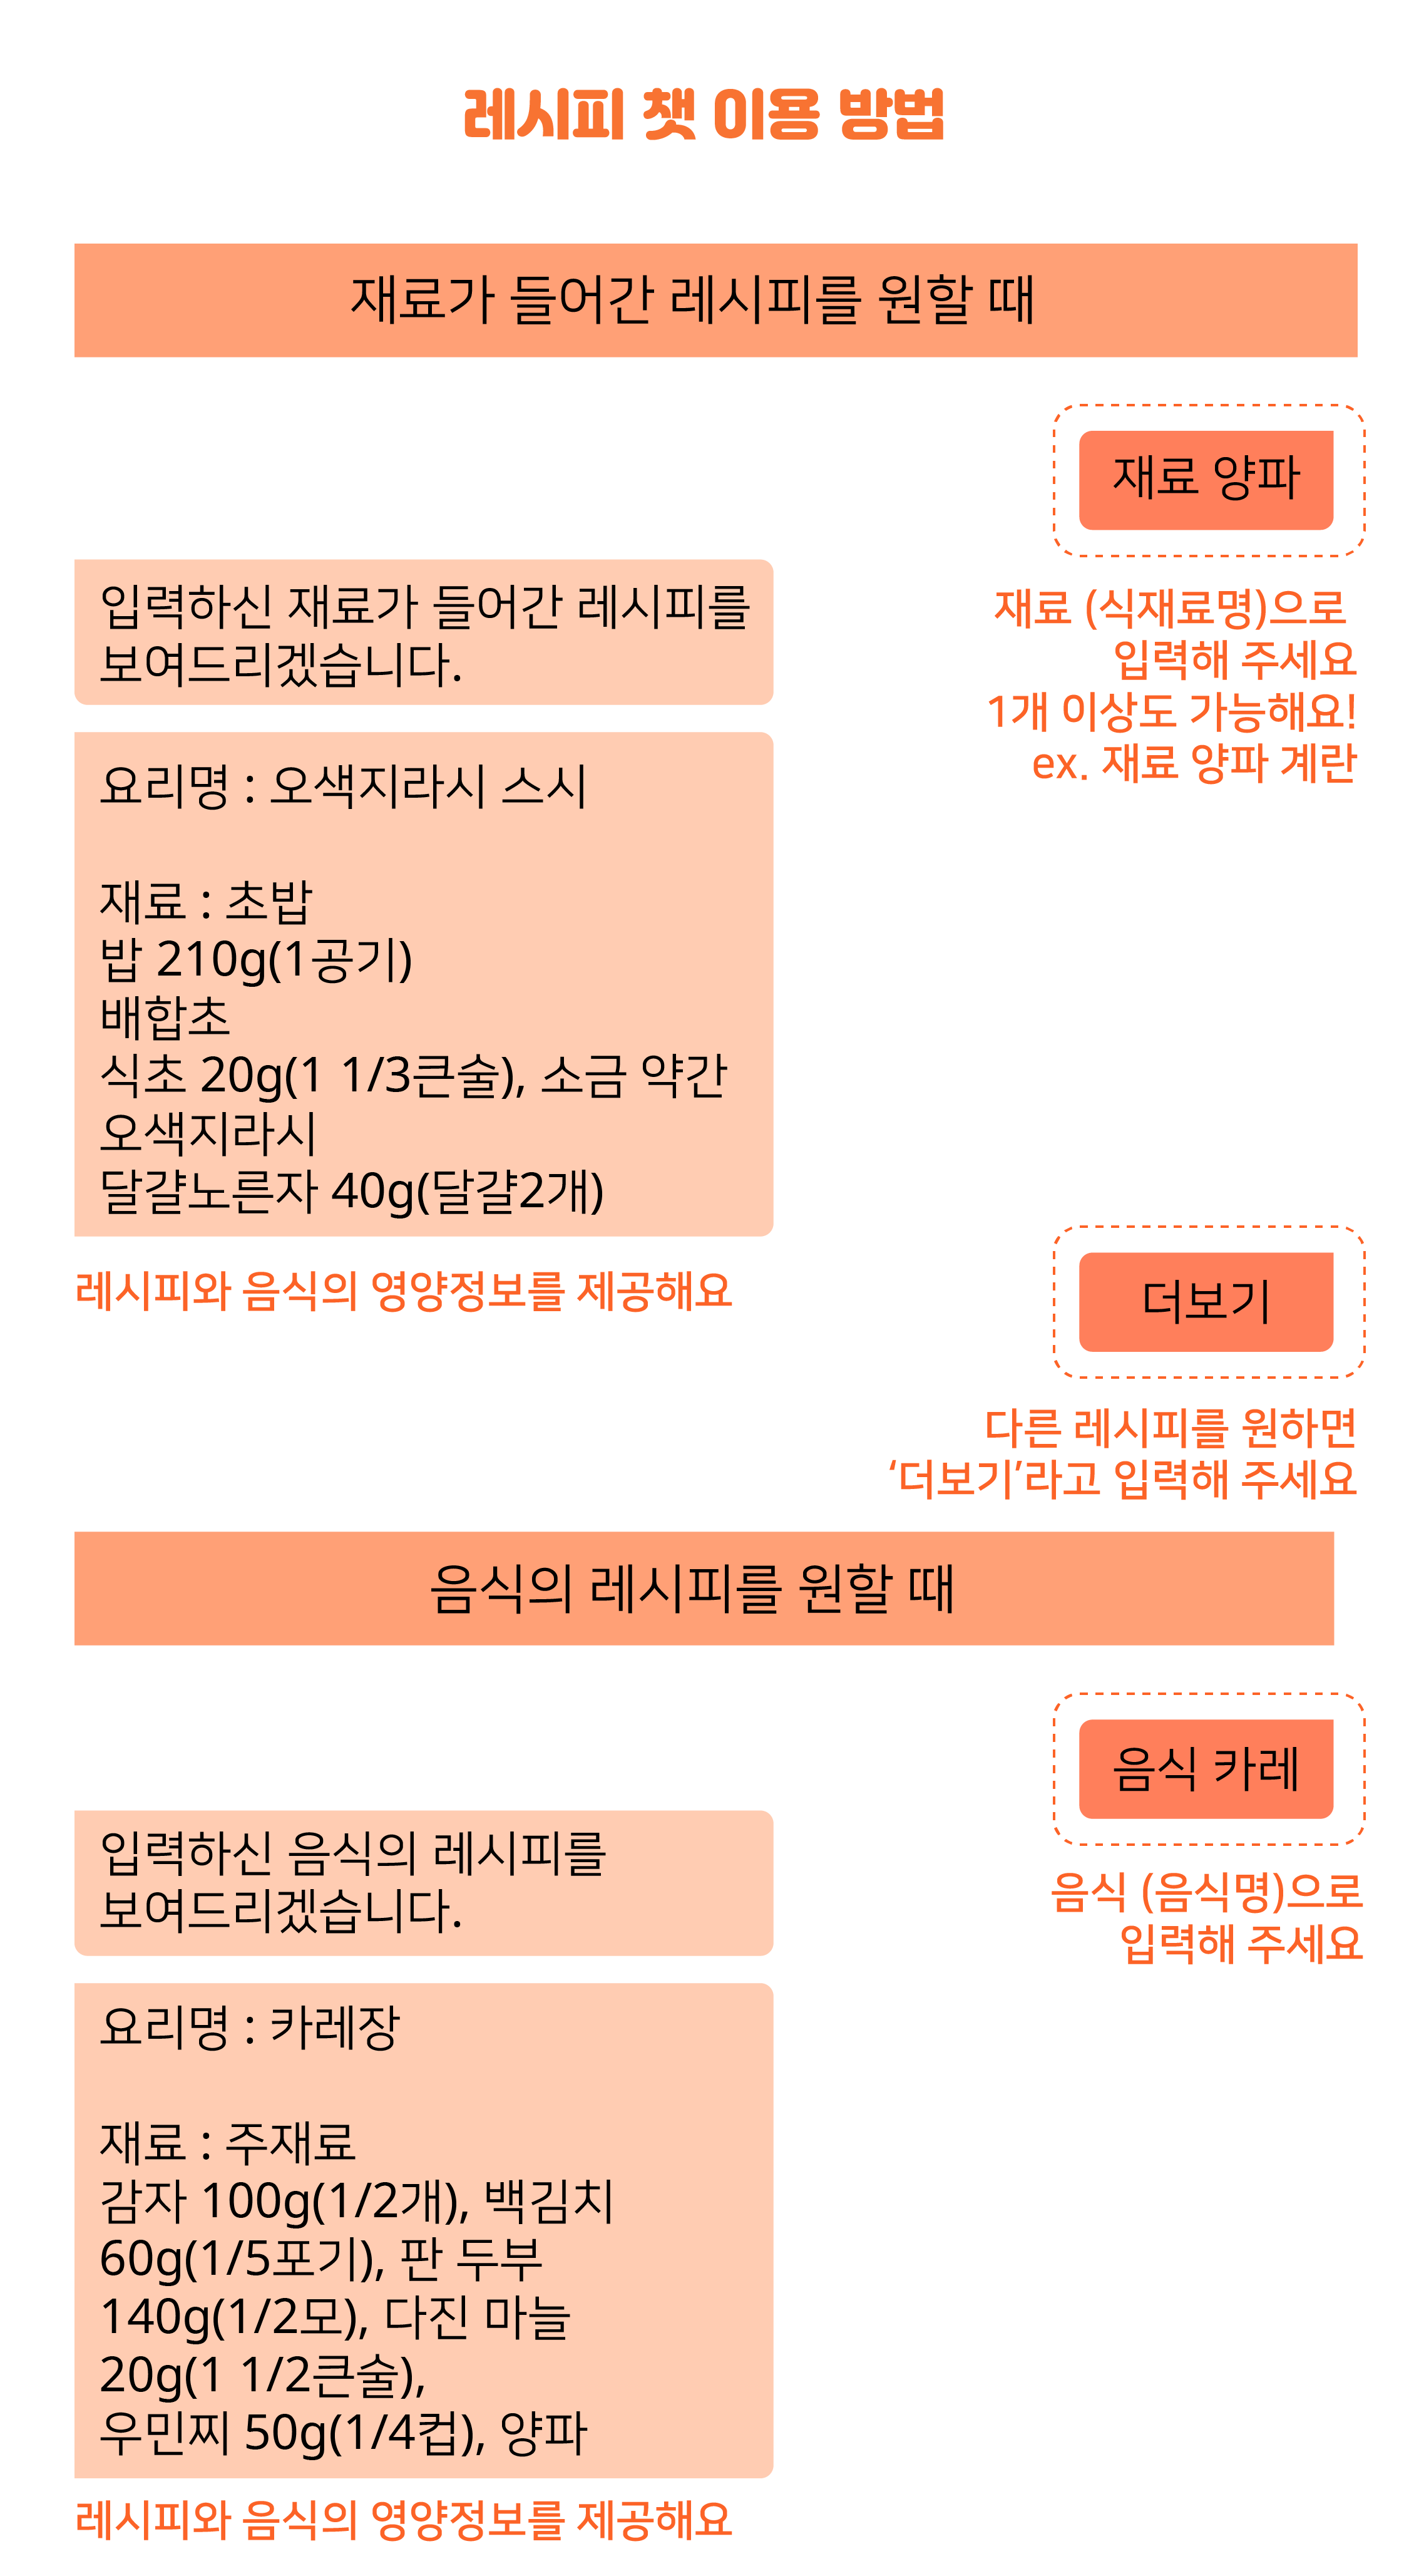 레시피 챗 이용 방법
재료가 들어간 레시피를 원할 때
재료 양파
재료 (식재료명)으로
입력해 주세요
1개 이상도 가능해요!
ex. 재료 양파 계란
입력하신 재료가 들어간 레시피를
보여드리겠습니다.
요리명 : 오색지라시 스시
재료 : 초밥
밥 210g(1공기)
배합초
식초 20g(1 1/3큰술), 소금 약간
오색지라시
달걀노른자 40g(달걀2개)
레시피와 음식의 영양정보를 제공해요
더보기
다른 레시피를 원하면
‘더보기’라고 입력해 주세요
음식의 레시피를 원할 때
음식 카레
음식 (음식명)으로
입력해 주세요
입력하신 음식의 레시피를
보여드리겠습니다.
요리명 : 카레장
재료 : 주재료
감자 100g(1/2개), 백김치
60g(1/5포기), 판 두부
140g(1/2모), 다진 마늘
20g(1 1/2큰술),
우민찌 50g(1/4컵), 양파
레시피와 음식의 영양정보를 제공해요